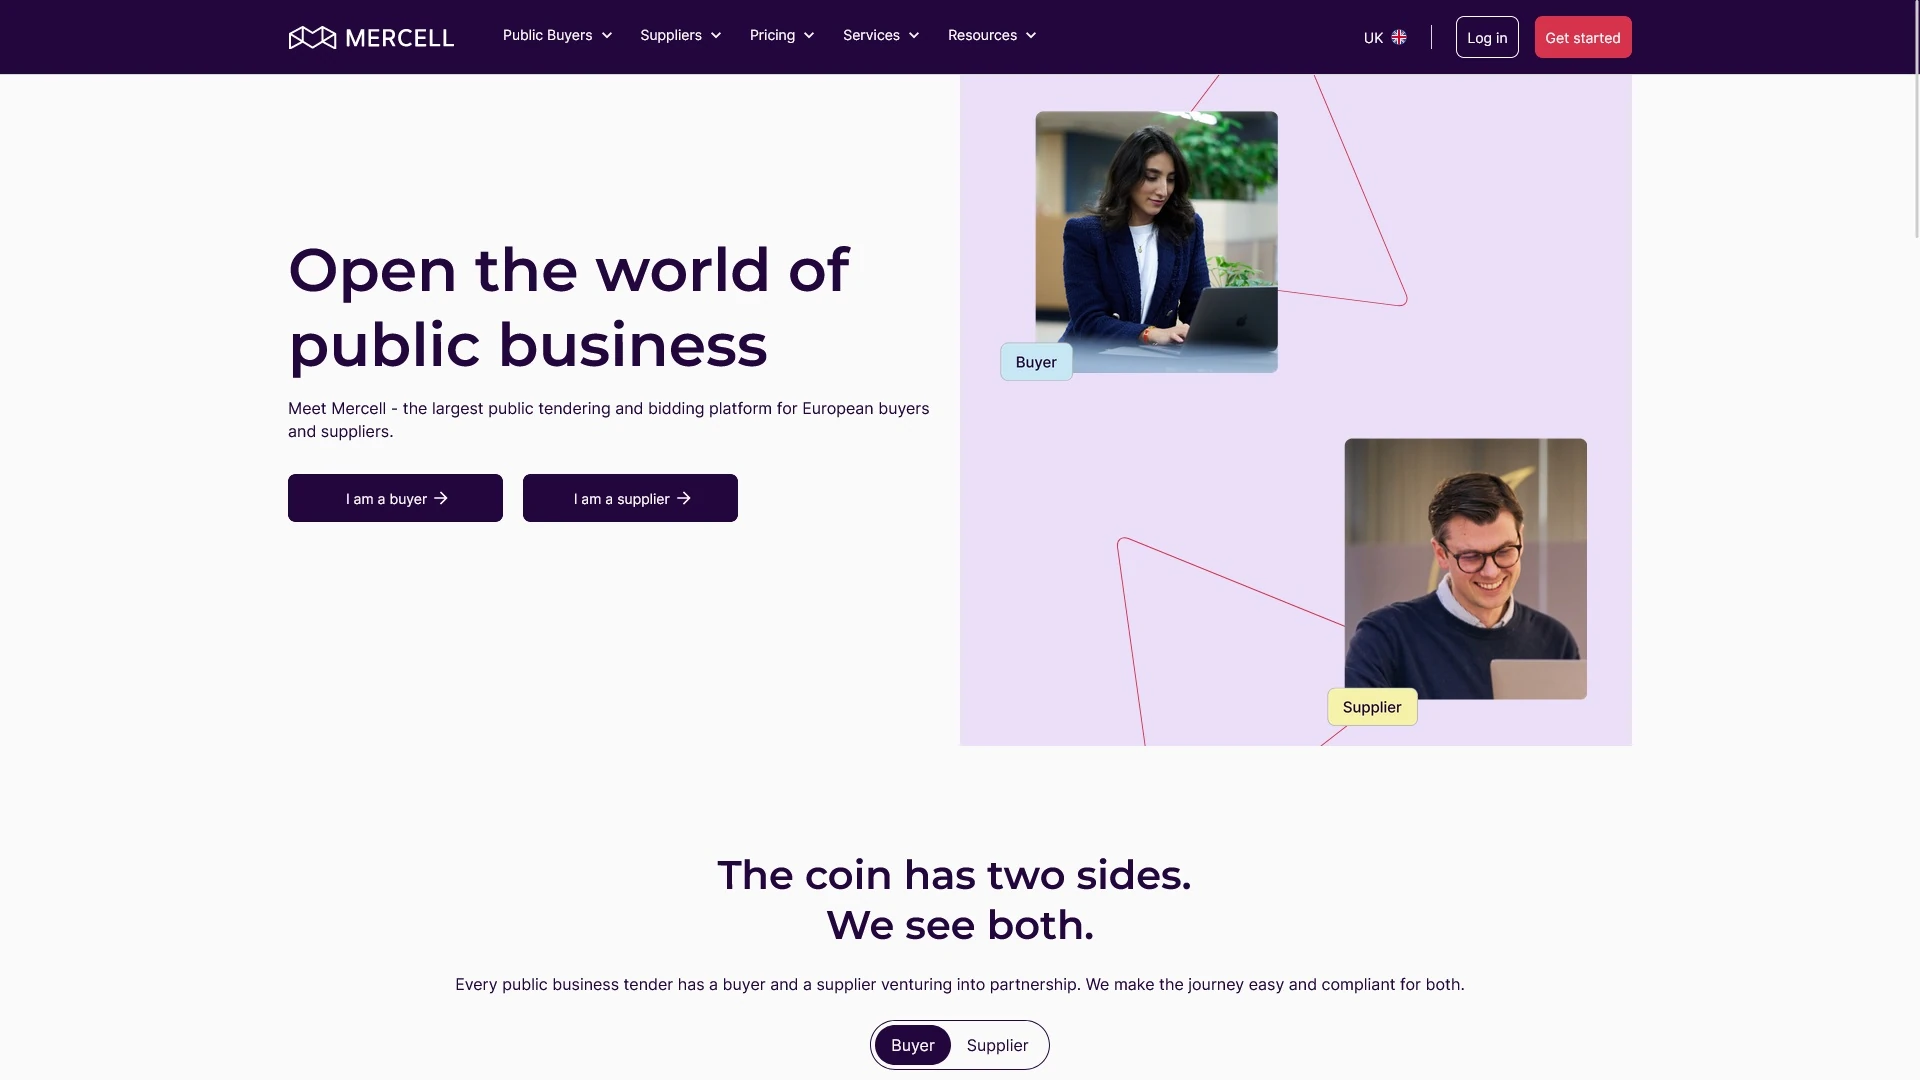 MERCELL
Public Buyers
Suppliers
Pricing
Services
Resources
UK
Log in
Get started
Open the world of
public business
Meet Mercell - the largest public tendering and bidding platform for European buyers
and suppliers.
I am a buyer
I am a supplier
Buyer
Supplier
The coin has two sides.
We see both.
Every public business tender has a buyer and a supplier venturing into partnership. We make the journey easy and compliant for both.
Buyer
Supplier